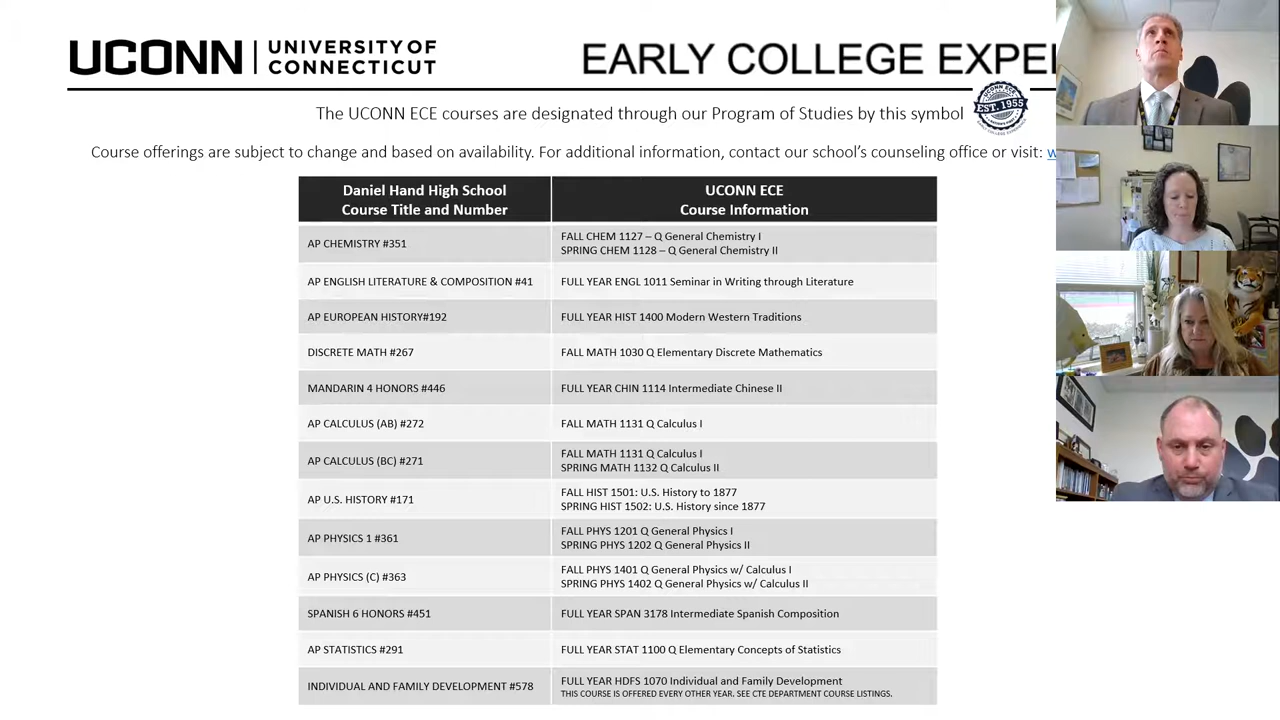 UCONN UNIVERSITY OF
CONNECTICUT
EARLY COLLEGE EXPE
The UCONN ECE courses are designated through our Program of Studies by this symbol
UCONN ECE
EST. 1955
Course offerings are subject to change and based on availability. For additional information, contact our school's counseling office or visit: w
Daniel Hand High School
Course Title and Number
UCONN ECE
Course Information
AP CHEMISTRY #351
FALL CHEM 1127 – Q General Chemistry I
SPRING CHEM 1128 – Q General Chemistry II
AP ENGLISH LITERATURE & COMPOSITION #41
FULL YEAR ENGL 1011 Seminar in Writing through Literature
AP EUROPEAN HISTORY#192
FULL YEAR HIST 1400 Modern Western Traditions
DISCRETE MATH #267
FALL MATH 1030 Q Elementary Discrete Mathematics
MANDARIN 4 HONORS #446
FULL YEAR CHIN 1114 Intermediate Chinese II
AP CALCULUS (AB) #272
FALL MATH 1131 Q Calculus I
AP CALCULUS (BC) #271
FALL MATH 1131 Q Calculus I
SPRING MATH 1132 Q Calculus II
AP U.S. HISTORY #171
FALL HIST 1501: U.S. History to 1877
SPRING HIST 1502: U.S. History since 1877
AP PHYSICS 1 #361
FALL PHYS 1201 Q General Physics I
SPRING PHYS 1202 Q General Physics II
AP PHYSICS (C) #363
FALL PHYS 1401 Q General Physics w/ Calculus I
SPRING PHYS 1402 Q General Physics w/ Calculus II
SPANISH 6 HONORS #451
FULL YEAR SPAN 3178 Intermediate Spanish Composition
AP STATISTICS #291
FULL YEAR STAT 1100 Q Elementary Concepts of Statistics
INDIVIDUAL AND FAMILY DEVELOPMENT #578
FULL YEAR HDFS 1070 Individual and Family Development
THIS COURSE IS OFFERED EVERY OTHER YEAR. SEE CTE DEPARTMENT COURSE LISTINGS.